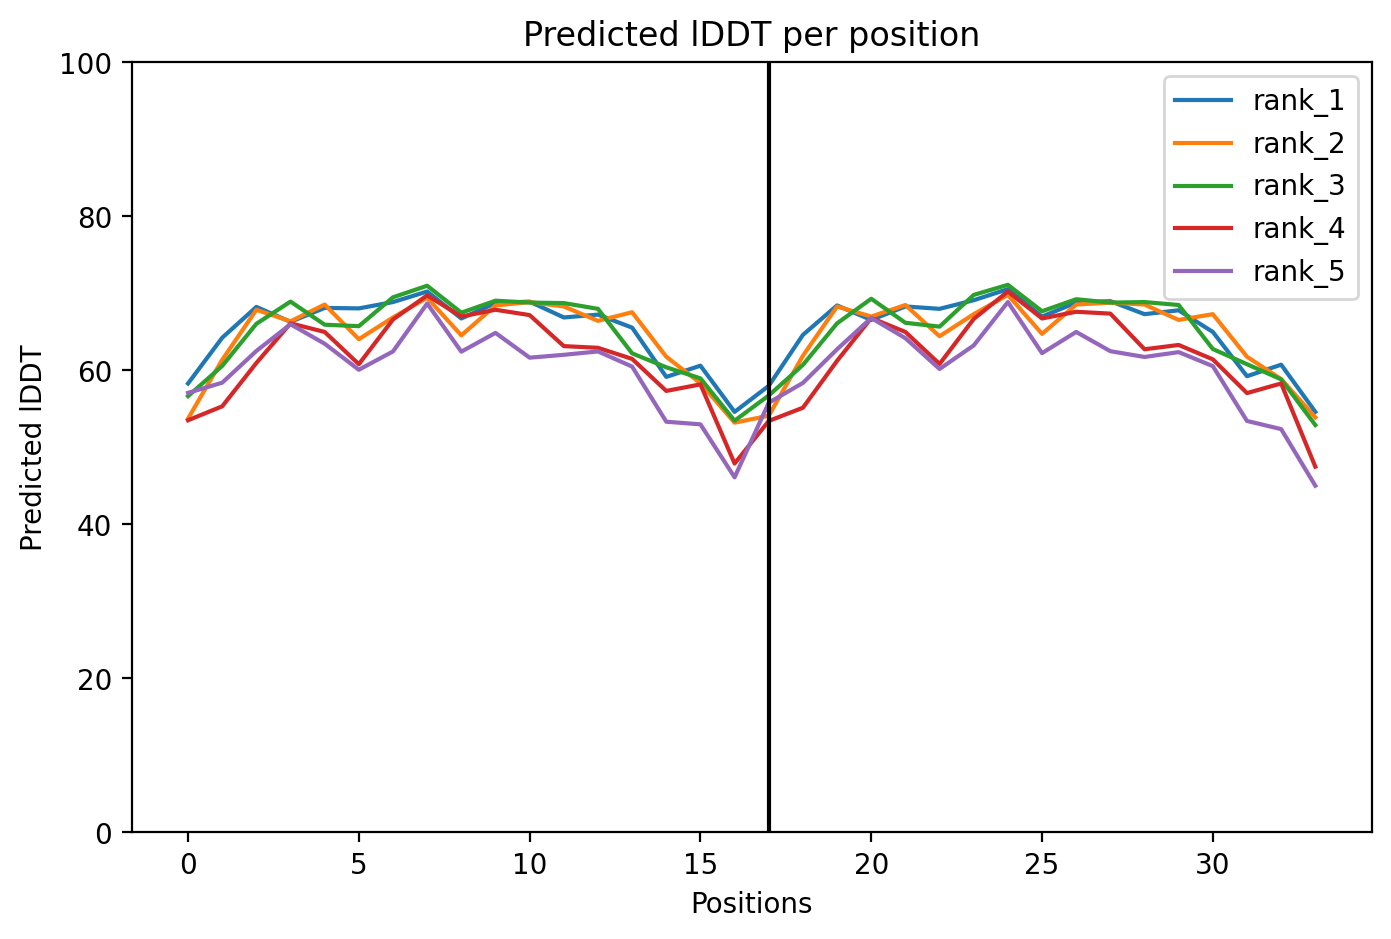 Predicted lDDT per position
Predicted lDDT
100
80
60
40
20
0
rank_1
rank_2
rank_3
rank_4
rank_5
0 5 10 15 20 25 30
Positions